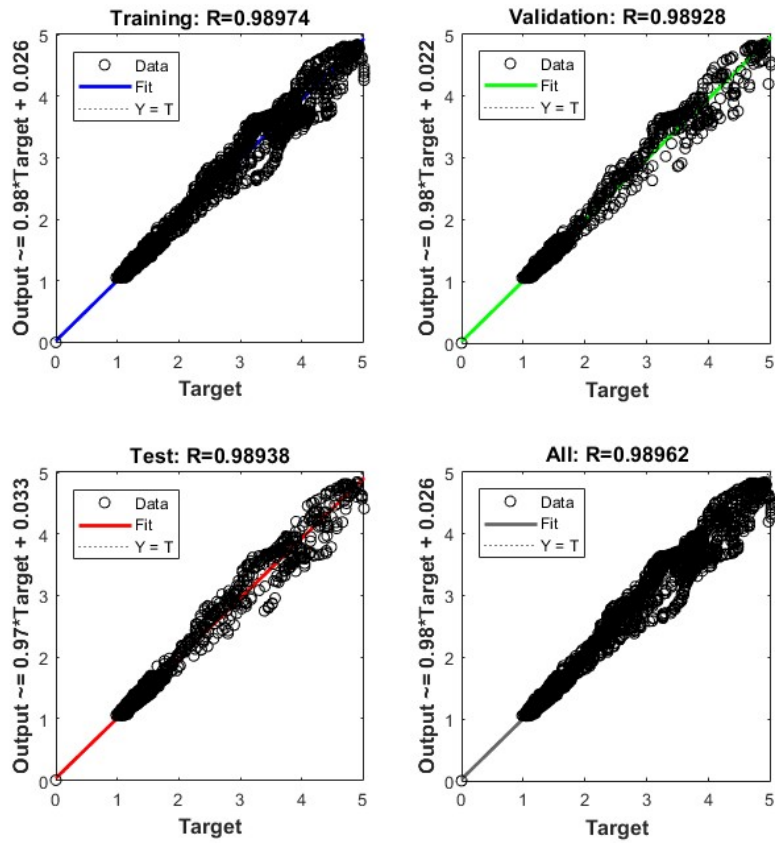 Training: R=0.98974
Output ~= 0.98*Target + 0.026
5
4
3
2
1
0
Data
Fit
Y = T
0 1 2 3 4 5
Target
Validation: R=0.98928
Output ~= 0.98*Target + 0.022
5
4
3
2
1
0
Data
Fit
Y = T
0 1 2 3 4 5
Target
Test: R=0.98938
Output ~= 0.97*Target + 0.033
5
4
3
2
1
0
Data
Fit
Y = T
0 1 2 3 4 5
Target
All: R=0.98962
Output ~= 0.98*Target + 0.026
5
4
3
2
1
0
Data
Fit
Y = T
0 1 2 3 4 5
Target